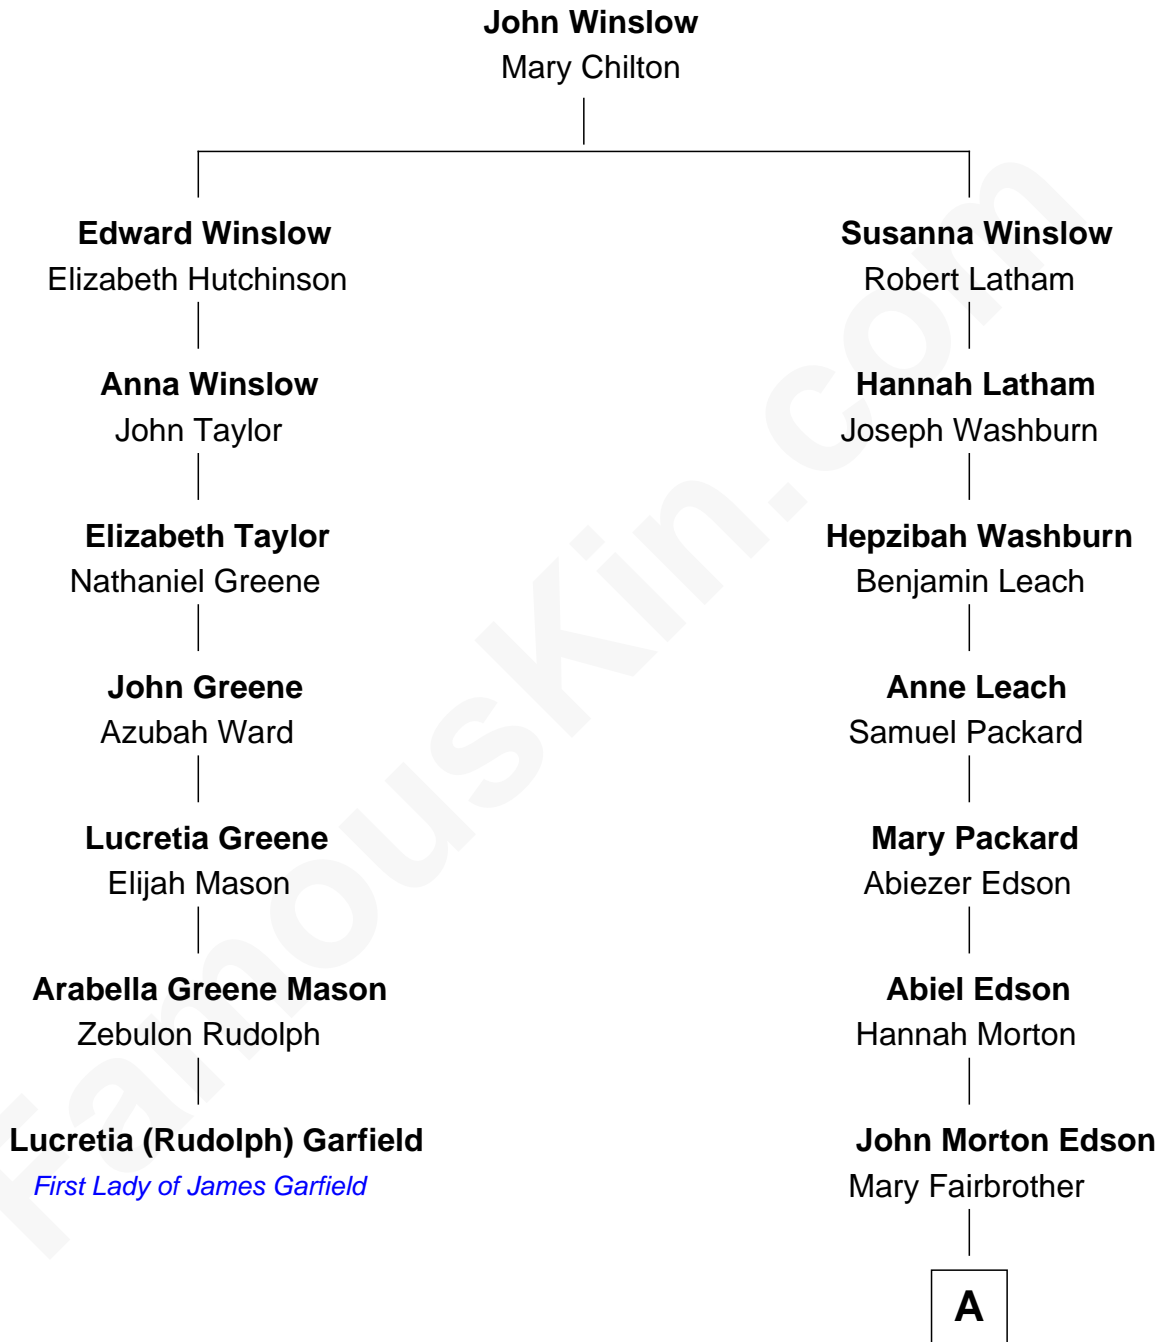 John Winslow
Mary Chilton
Edward Winslow
Elizabeth Hutchinson
Susanna Winslow
Robert Latham
Anna Winslow
John Taylor
Hannah Latham
Joseph Washburn
Elizabeth Taylor
Nathaniel Greene
Hepzibah Washburn
Benjamin Leach
John Greene
Azubah Ward
Anne Leach
Samuel Packard
Lucretia Greene
Elijah Mason
Mary Packard
Abiezer Edson
Arabella Greene Mason
Zebulon Rudolph
Abiel Edson
Hannah Morton
Lucretia (Rudolph) Garfield
First Lady of James Garfield
John Morton Edson
Mary Fairbrother
A
FamousKin.com